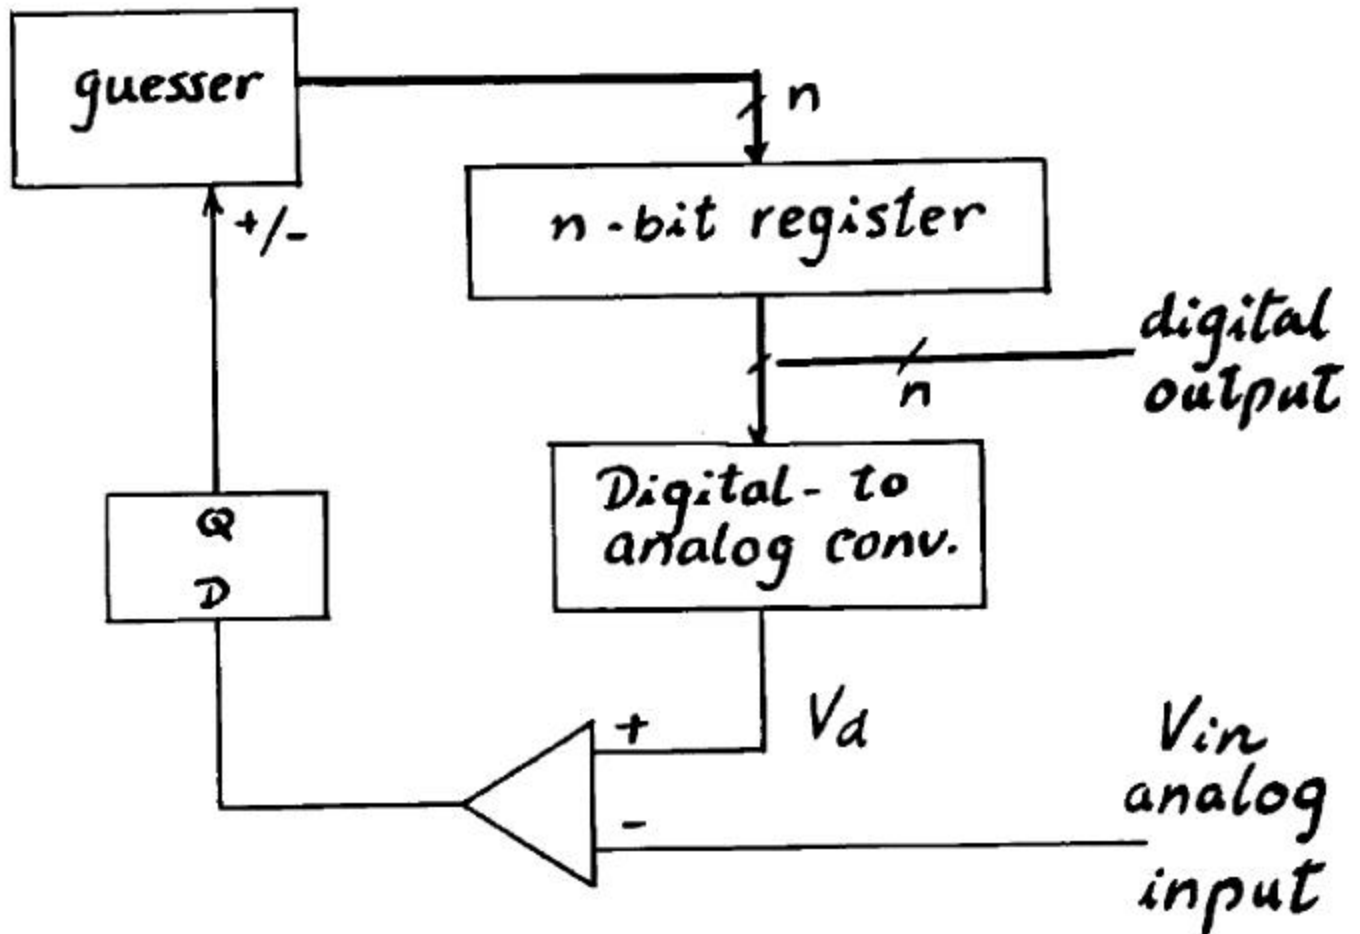 guesser
n
+/-
n-bit register
digital
output
n
Digital- to
analog conv.
Q
D
+
Vd
-
Vin
analog
input